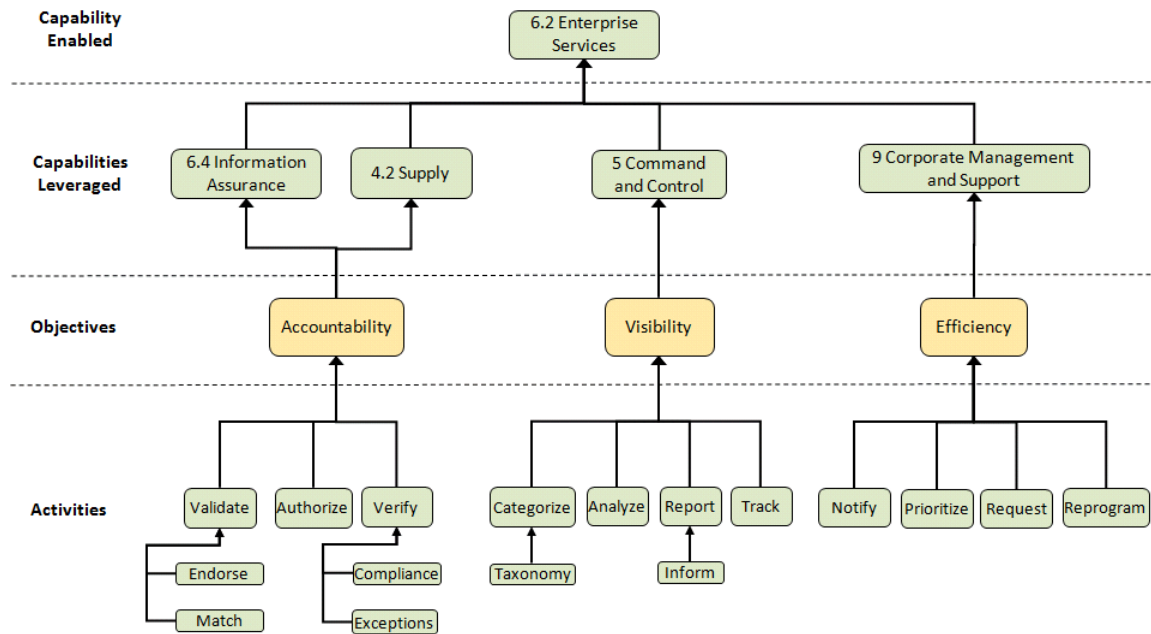 Capability
Enabled
6.2 Enterprise
Services
Capabilities
Leveraged
6.4 Information
Assurance
4.2 Supply
5 Command
and Control
9 Corporate Management
and Support
Objectives
Accountability
Visibility
Efficiency
Activities
Validate
Authorize
Verify
Categorize
Analyze
Report
Track
Notify
Prioritize
Request
Reprogram
Endorse
Compliance
Taxonomy
Inform
Match
Exceptions